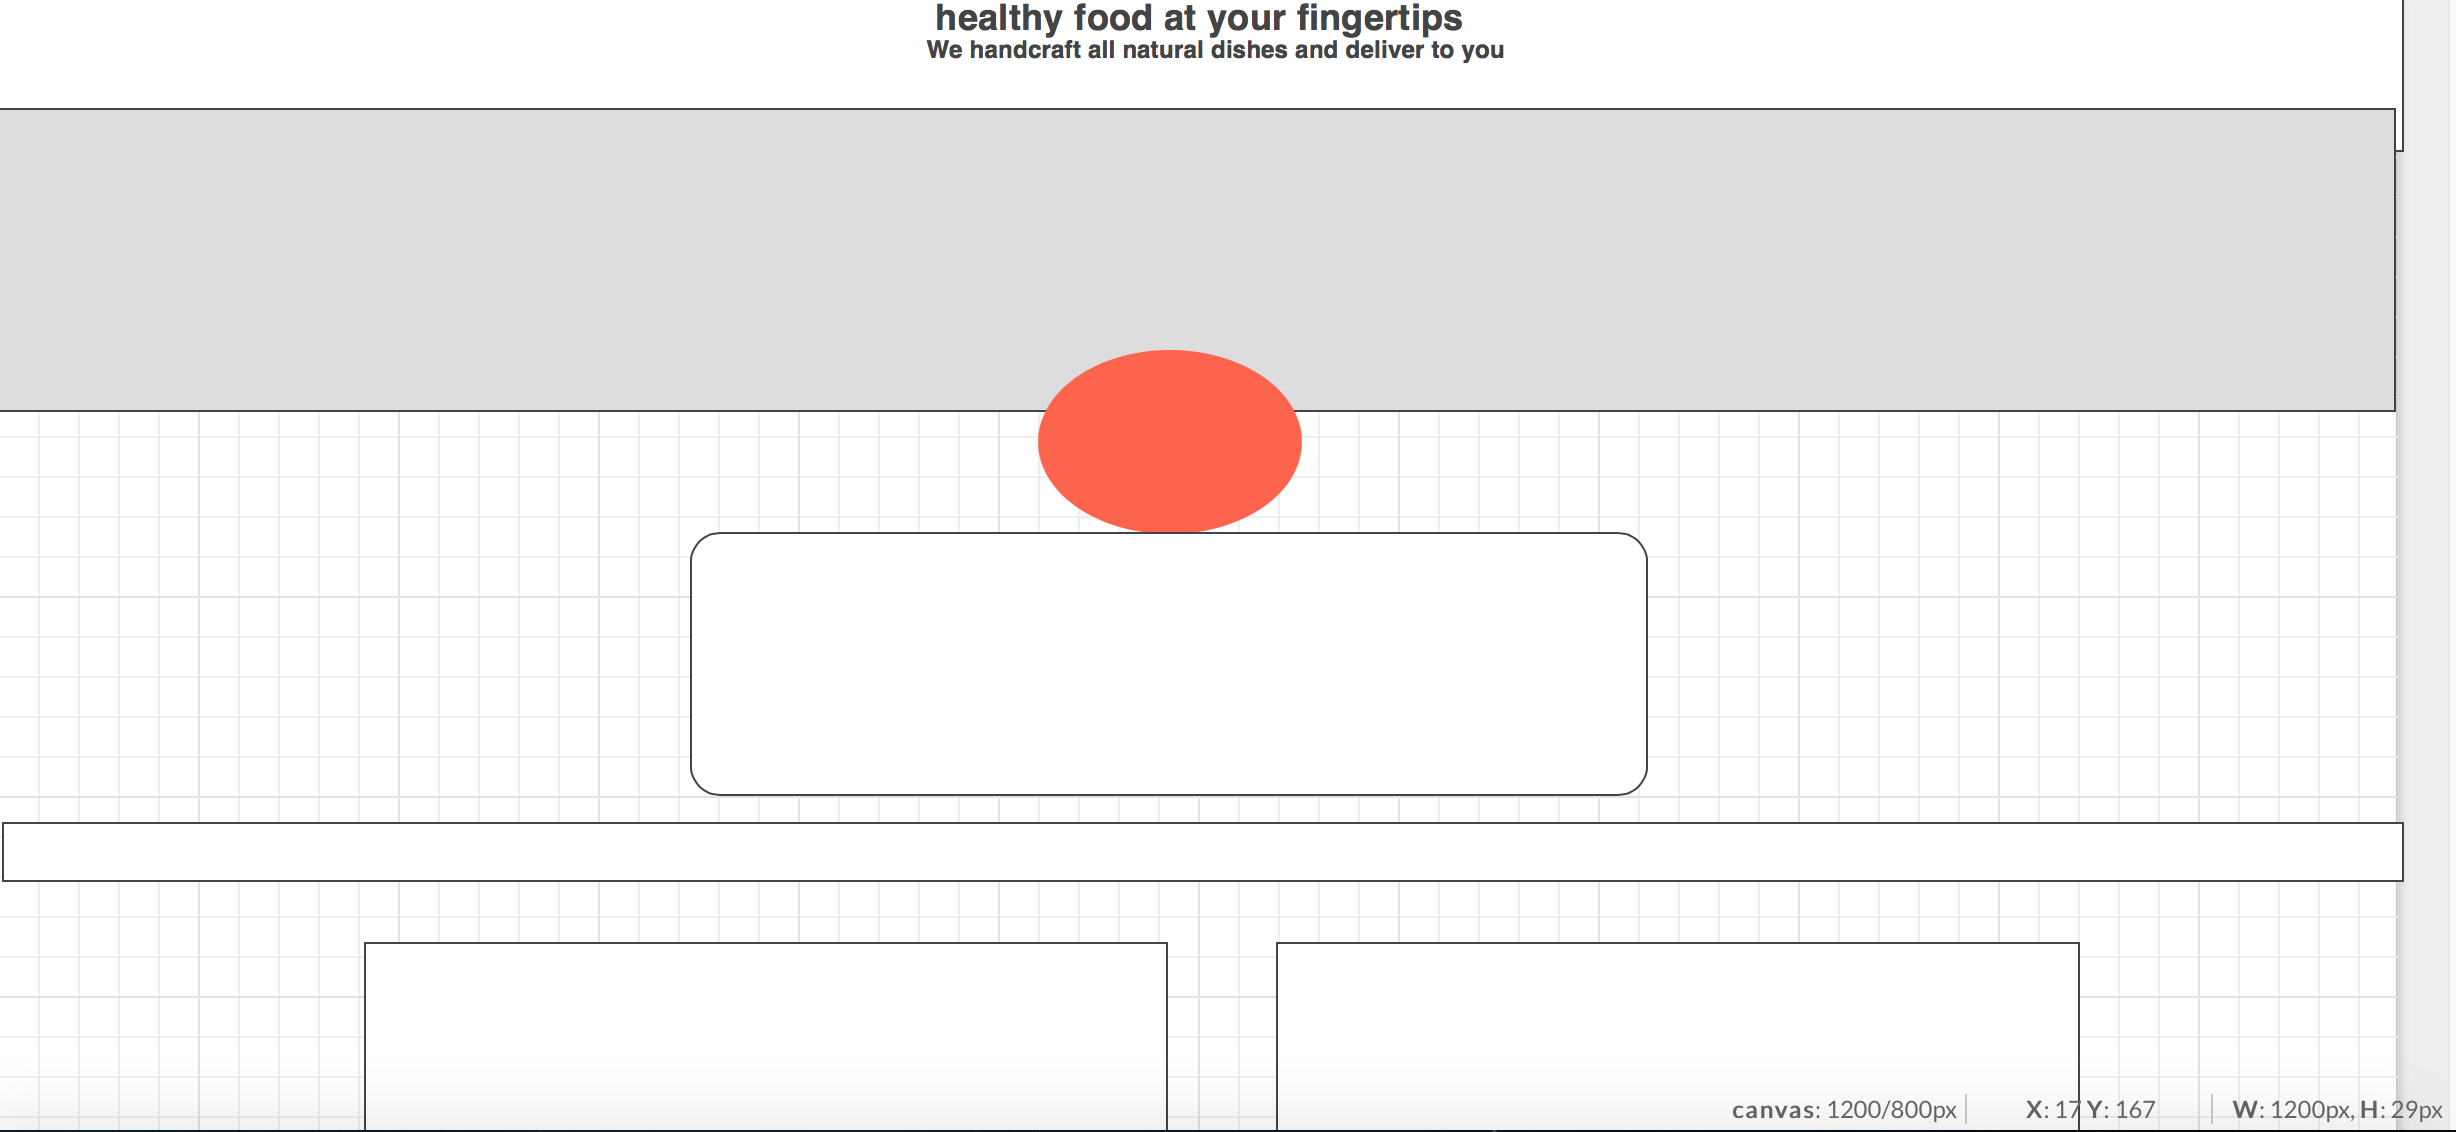 healthy food at your fingertips
We handcraft all natural dishes and deliver to you
canvas: 1200/800px X: 17 Y: 167 W: 1200px, H: 29px